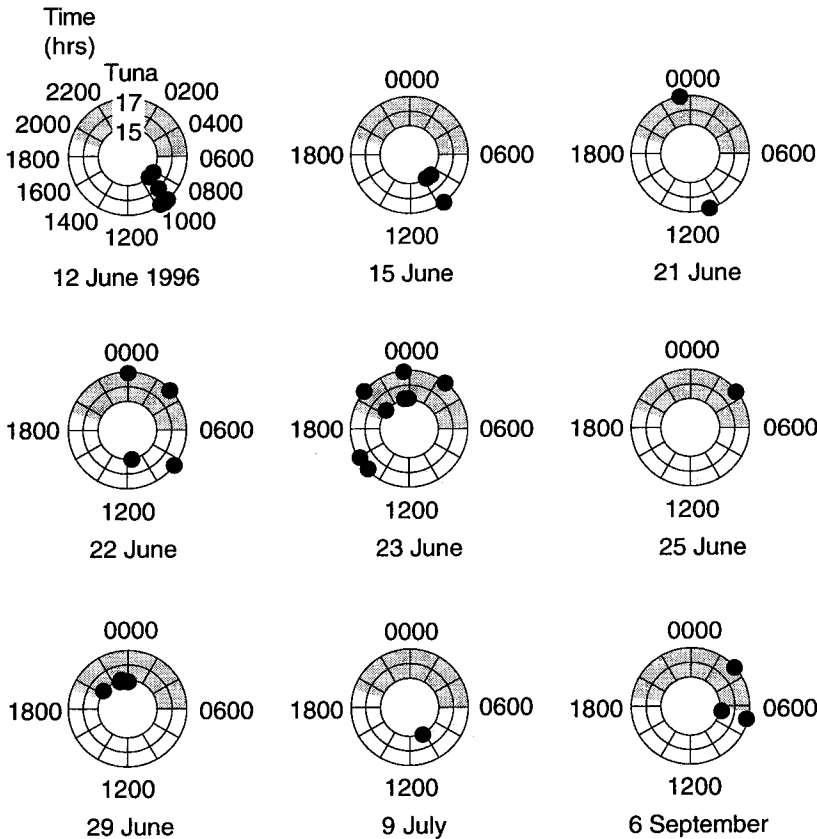 Time
(hrs)
Tuna
2200 17 0200
2000 15 0400
1800 0600
1600 0800
1400 1000
1200
12 June 1996
0000
1800 0600
1200
15 June
0000
1800 0600
1200
21 June
0000
1800 0600
1200
22 June
0000
1800 0600
1200
23 June
0000
1800 0600
1200
25 June
0000
1800 0600
1200
29 June
0000
1800 0600
1200
9 July
0000
1800 0600
1200
6 September